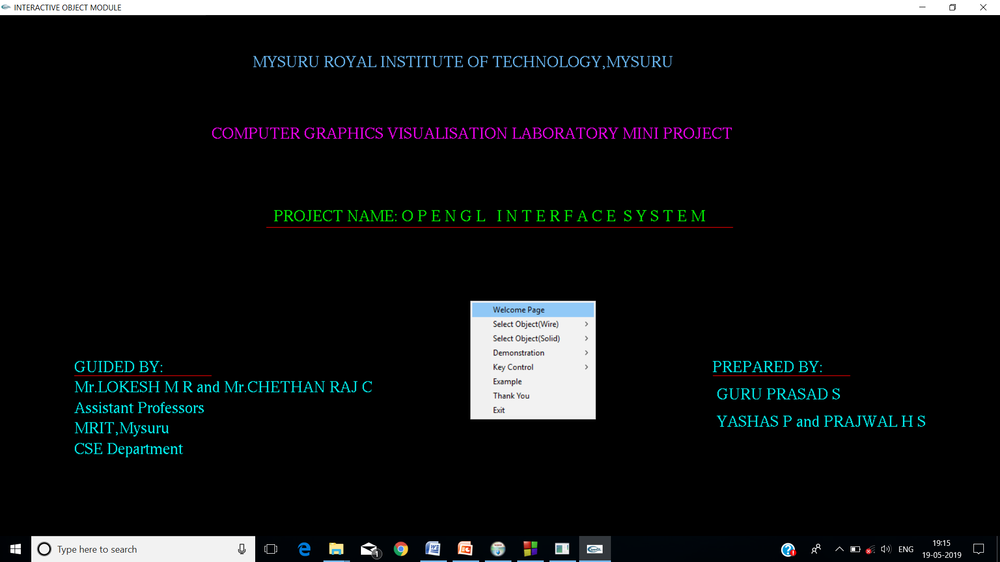 INTERACTIVE OBJECT MODULE
MYSURU ROYAL INSTITUTE OF TECHNOLOGY,MYSURU
COMPUTER GRAPHICS VISUALISATION LABORATORY MINI PROJECT
PROJECT NAME: O P E N G L   I N T E R F A C E  S Y S T E M
Welcome Page
Select Object(Wire)
Select Object(Solid)
Demonstration
Key Control
Example
Thank You
Exit
GUIDED BY:
Mr.LOKESH M R and Mr.CHETHAN RAJ C
Assistant Professors
MRIT,Mysuru
CSE Department
PREPARED BY:
GURU PRASAD S
YASHAS P and PRAJWAL H S
Type here to search
1
OpenGL
ENG
19:15
19-05-2019